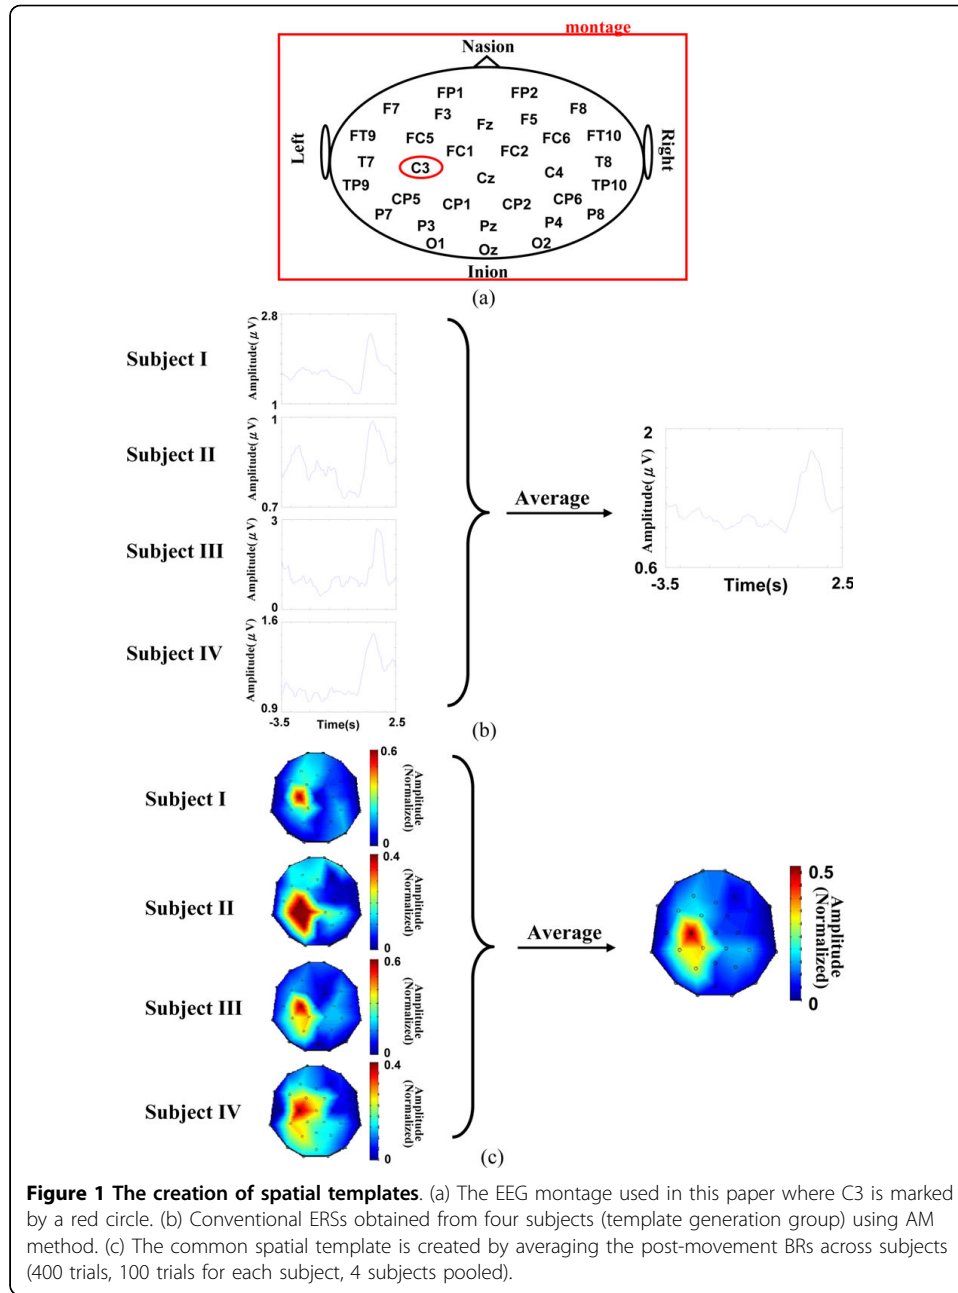 montage
Nasion
FP1 FP2
F7 F3 Fz F5 F8
FT9 FC5 FC1 FC2 FC6 FT10
Left T7 C3 Cz C4 T8 Right
TP9 CP5 CP1 CP2 CP6 TP10
P7 P3 Pz P4 P8
O1 Oz O2
Inion
(a)
Subject I
Amplitude(μV)
2.8
1
Subject II
Amplitude(μV)
1
0.7
Subject III
Amplitude(μV)
3
0
Subject IV
Amplitude(μV)
1.6
0.9
-3.5 Time(s) 2.5
Average
Amplitude(μV)
2
0.6
-3.5 Time(s) 2.5
(b)
Subject I
0.6
0
Amplitude
(Normalized)
Subject II
0.4
0
Amplitude
(Normalized)
Subject III
0.6
0
Amplitude
(Normalized)
Subject IV
0.4
0
Amplitude
(Normalized)
Average
0.5
0
Amplitude
(Normalized)
(c)
Figure 1 The creation of spatial templates. (a) The EEG montage used in this paper where C3 is marked
by a red circle. (b) Conventional ERSs obtained from four subjects (template generation group) using AM
method. (c) The common spatial template is created by averaging the post-movement BRs across subjects
(400 trials, 100 trials for each subject, 4 subjects pooled).